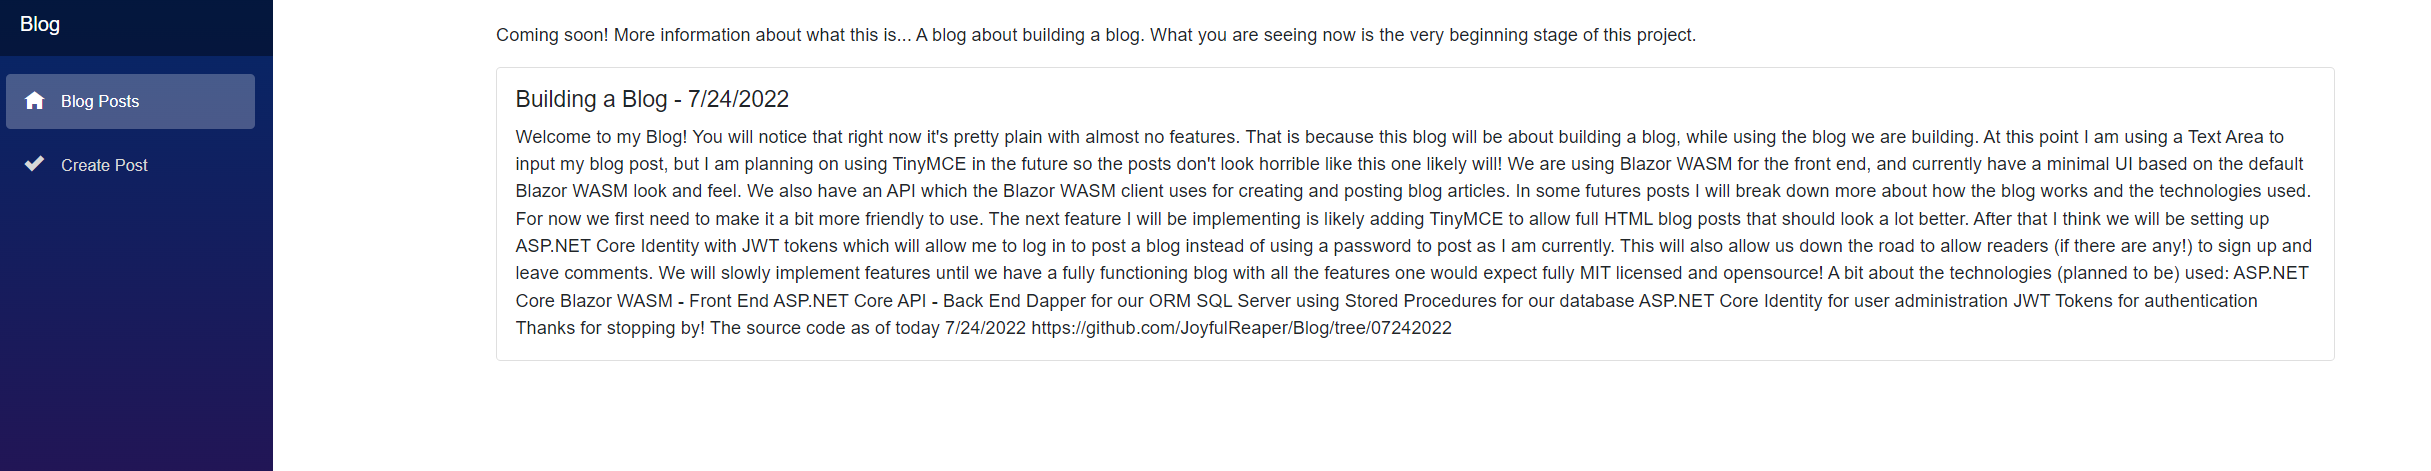 Blog
Blog Posts
Create Post
Coming soon! More information about what this is... A blog about building a blog. What you are seeing now is the very beginning stage of this project.
Building a Blog - 7/24/2022
Welcome to my Blog! You will notice that right now it's pretty plain with almost no features. That is because this blog will be about building a blog, while using the blog we are building. At this point I am using a Text Area to
input my blog post, but I am planning on using TinyMCE in the future so the posts don't look horrible like this one likely will! We are using Blazor WASM for the front end, and currently have a minimal UI based on the default
Blazor WASM look and feel. We also have an API which the Blazor WASM client uses for creating and posting blog articles. In some futures posts I will break down more about how the blog works and the technologies used.
For now we first need to make it a bit more friendly to use. The next feature I will be implementing is likely adding TinyMCE to allow full HTML blog posts that should look a lot better. After that I think we will be setting up
ASP.NET Core Identity with JWT tokens which will allow me to log in to post a blog instead of using a password to post as I am currently. This will also allow us down the road to allow readers (if there are any!) to sign up and
leave comments. We will slowly implement features until we have a fully functioning blog with all the features one would expect fully MIT licensed and opensource! A bit about the technologies (planned to be) used: ASP.NET
Core Blazor WASM - Front End ASP.NET Core API - Back End Dapper for our ORM SQL Server using Stored Procedures for our database ASP.NET Core Identity for user administration JWT Tokens for authentication
Thanks for stopping by! The source code as of today 7/24/2022 https://github.com/JoyfulReaper/Blog/tree/07242022